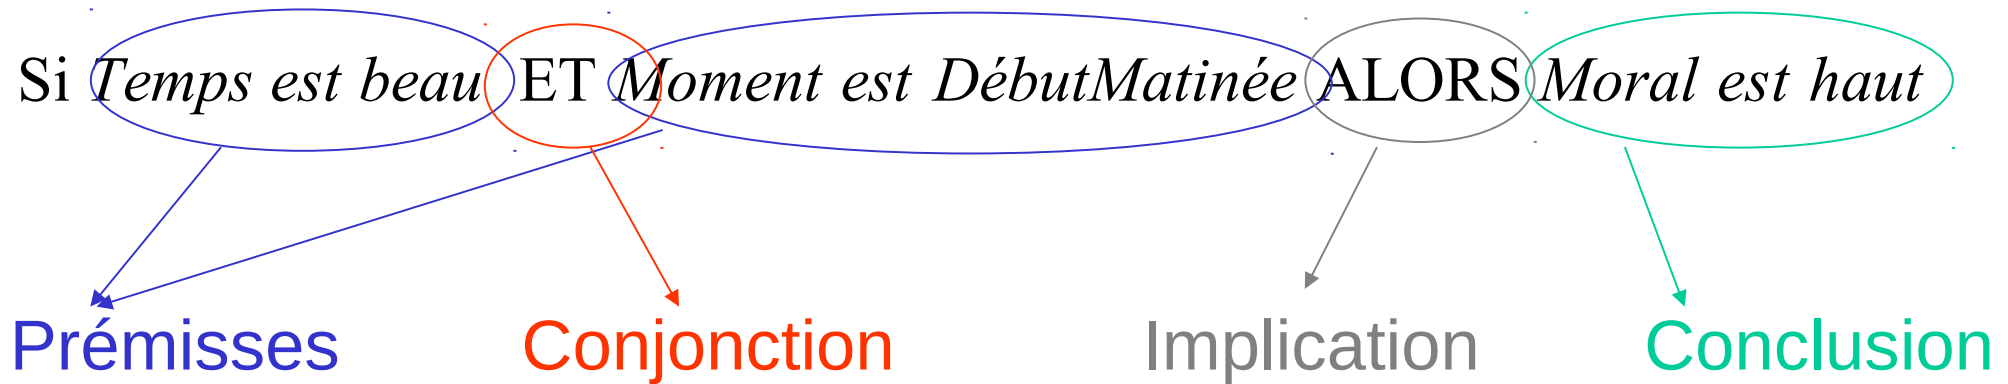 Si Temps est beau ET Moment est DébutMatinée ALORS Moral est haut
Prémisses Conjonction Implication Conclusion